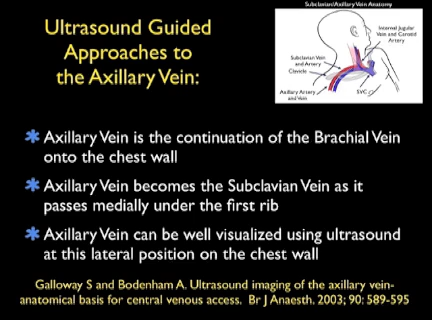 Ultrasound Guided
Approaches to
the Axillary Vein:
Subclavian/Axillary Vein Anatomy
Internal Jugular
Vein and Carotid
Artery
Subclavian Vein
and Artery
Clavicle
Axillary Artery
and Vein
SVC
Axillary Vein is the continuation of the Brachial Vein
onto the chest wall
Axillary Vein becomes the Subclavian Vein as it
passes medially under the first rib
Axillary Vein can be well visualized using ultrasound
at this lateral position on the chest wall
Galloway S and Bodenham A. Ultrasound imaging of the axillary vein-
anatomical basis for central venous access. Br J Anaesth. 2003; 90: 589-595